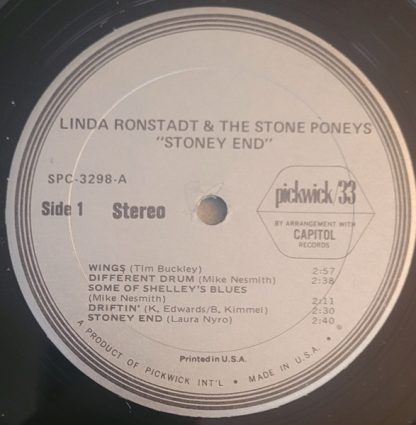 LINDA RONSTADT & THE STONE PONEYS
"STONEY END"
SPC-3298-A
Side 1 Stereo
pickwick/33
BY ARRANGEMENT WITH
CAPITOL
RECORDS
WINGS (Tim Buckley) 2:57
DIFFERENT DRUM (Mike Nesmith) 2:38
SOME OF SHELLEY'S BLUES
(Mike Nesmith) 2:11
DRIFTIN' (K, Edwards/B, Kimmel) 2:30
STONEY END (Laura Nyro) 2:40
Printed in U.S.A.
A PRODUCT OF PICKWICK INT'L • MADE IN U.S.A. • ®